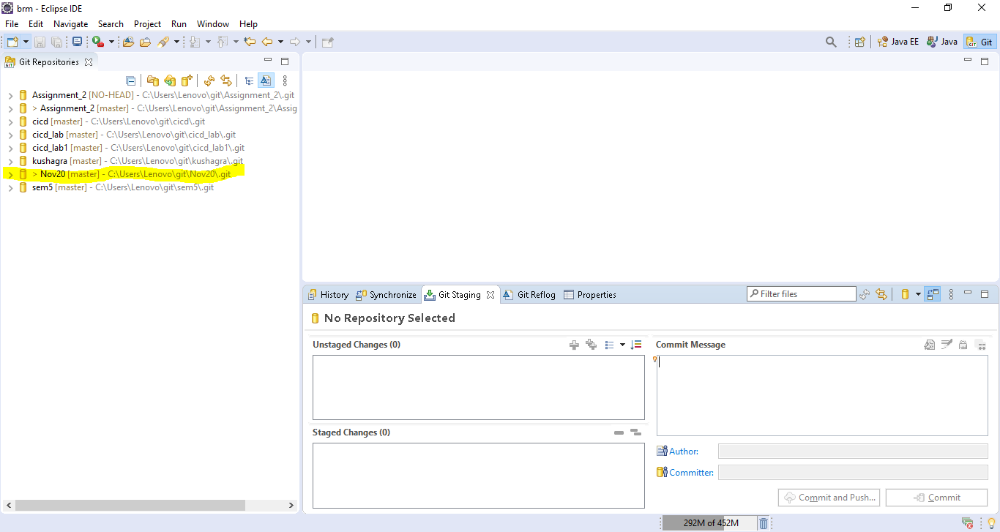 brm - Eclipse IDE
File Edit Navigate Search Project Run Window Help
Java EE Java Git
Git Repositories
Assignment_2 [NO-HEAD] - C:\Users\Lenovo\git\Assignment_2\.git
> Assignment_2 [master] - C:\Users\Lenovo\git\Assignment_2\Assig
cicd [master] - C:\Users\Lenovo\git\cicd\.git
cicd_lab [master] - C:\Users\Lenovo\git\cicd_lab\.git
cicd_lab1 [master] - C:\Users\Lenovo\git\cicd_lab1\.git
kushagra [master] - C:\Users\Lenovo\git\kushagra\.git
> Nov20 [master] - C:\Users\Lenovo\git\Nov20\.git
sem5 [master] - C:\Users\Lenovo\git\sem5\.git
History Synchronize Git Staging Git Reflog Properties Filter files
No Repository Selected
Unstaged Changes (0)
Staged Changes (0)
Commit Message
Author:
Committer:
Commit and Push... Commit
292M of 452M